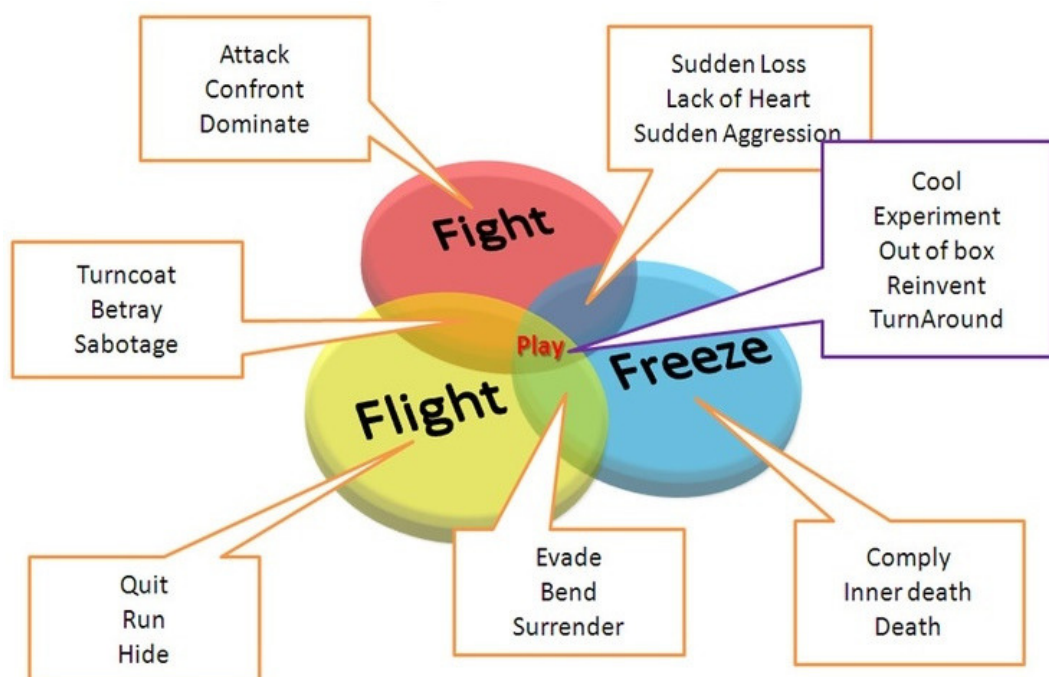 Attack
Confront
Dominate
Sudden Loss
Lack of Heart
Sudden Aggression
Cool
Experiment
Out of box
Reinvent
TurnAround
Fight
Turncoat
Betray
Sabotage
Play
Freeze
Flight
Quit
Run
Hide
Evade
Bend
Surrender
Comply
Inner death
Death